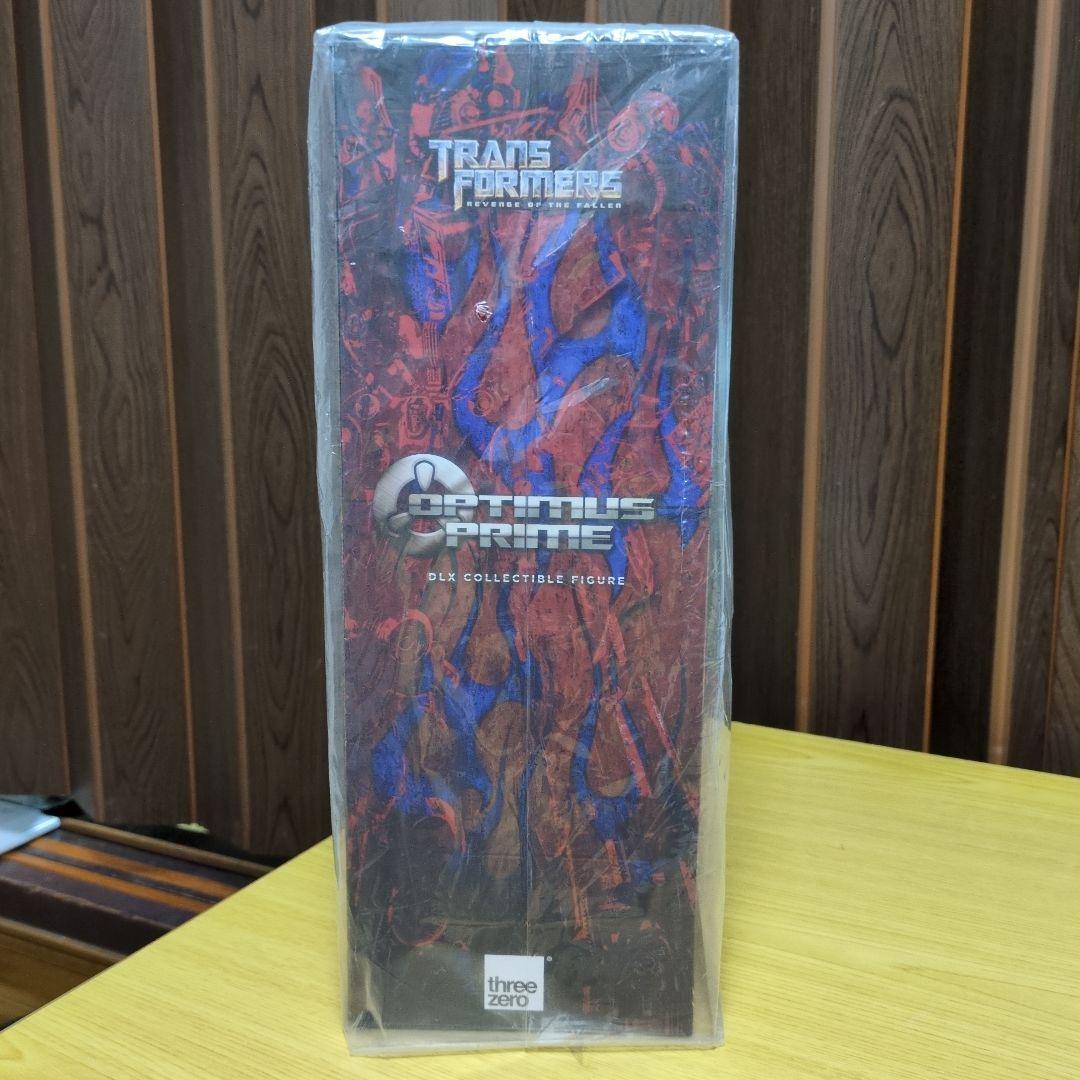 TRANS
FORMERS
REVENGE OF THE FALLEN
OPTIMUS
PRIME
DLX COLLECTIBLE FIGURE
three
zero®